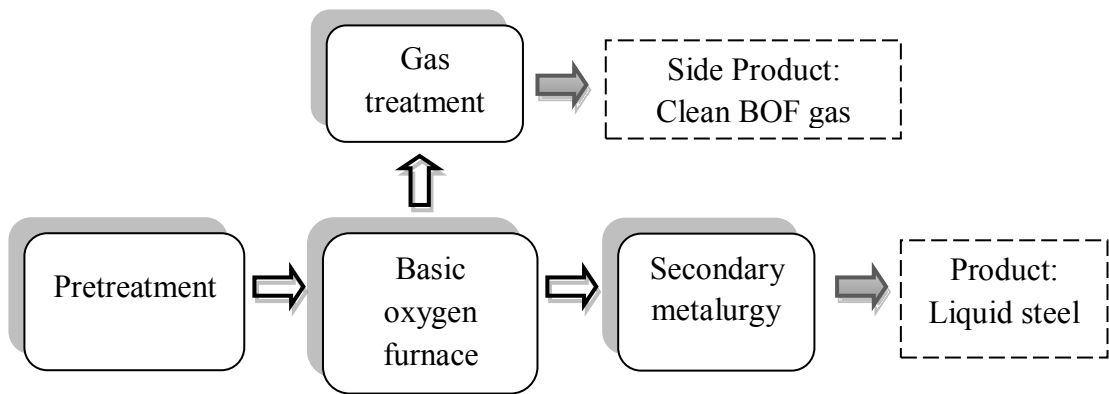 Gas
treatment
Side Product:
Clean BOF gas
Pretreatment
Basic
oxygen
furnace
Secondary
metalurgy
Product:
Liquid steel